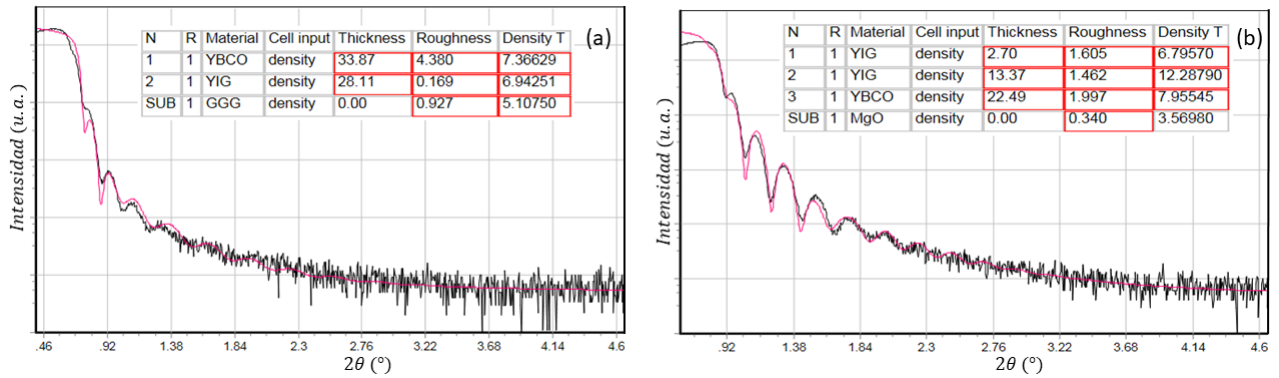 (a)
N R Material Cell input Thickness Roughness Density T
1 1 YBCO density 33.87 4.380 7.36629
2 1 YIG density 28.11 0.169 6.94251
SUB 1 GGG density 0.00 0.927 5.10750
Intensidad (u.a.)
.46 .92 1.38 1.84 2.3 2.76 3.22 3.68 4.14 4.6
2θ (°)
(b)
N R Material Cell input Thickness Roughness Density T
1 1 YIG density 2.70 1.605 6.79570
2 1 YIG density 13.37 1.462 12.28790
3 1 YBCO density 22.49 1.997 7.95545
SUB 1 MgO density 0.00 0.340 3.56980
Intensidad (u.a.)
.92 1.38 1.84 2.3 2.76 3.22 3.68 4.14 4.6
2θ (°)